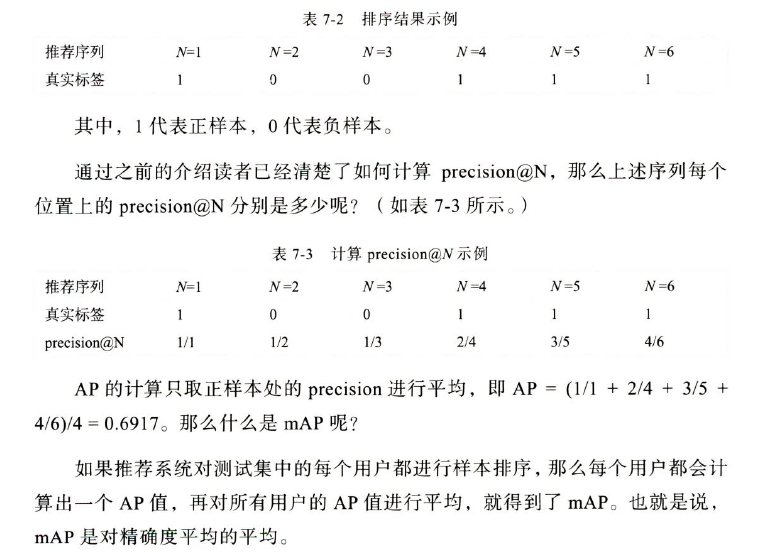 表 7-2 排序结果示例
推荐序列 N=1 N=2 N=3 N=4 N=5 N=6
真实标签 1 0 0 1 1 1
其中，1 代表正样本，0 代表负样本。
通过之前的介绍读者已经清楚了如何计算 precision@N，那么上述序列每个
位置上的 precision@N 分别是多少呢？（如表 7-3 所示。）
表 7-3 计算 precision@N 示例
推荐序列 N=1 N=2 N=3 N=4 N=5 N=6
真实标签 1 0 0 1 1 1
precision@N 1/1 1/2 1/3 2/4 3/5 4/6
AP 的计算只取正样本处的 precision 进行平均，即 AP = (1/1 + 2/4 + 3/5 +
4/6)/4 = 0.6917。那么什么是 mAP 呢？
如果推荐系统对测试集中的每个用户都进行样本排序，那么每个用户都会计
算出一个 AP 值，再对所有用户的 AP 值进行平均，就得到了 mAP。也就是说，
mAP 是对精确度平均的平均。